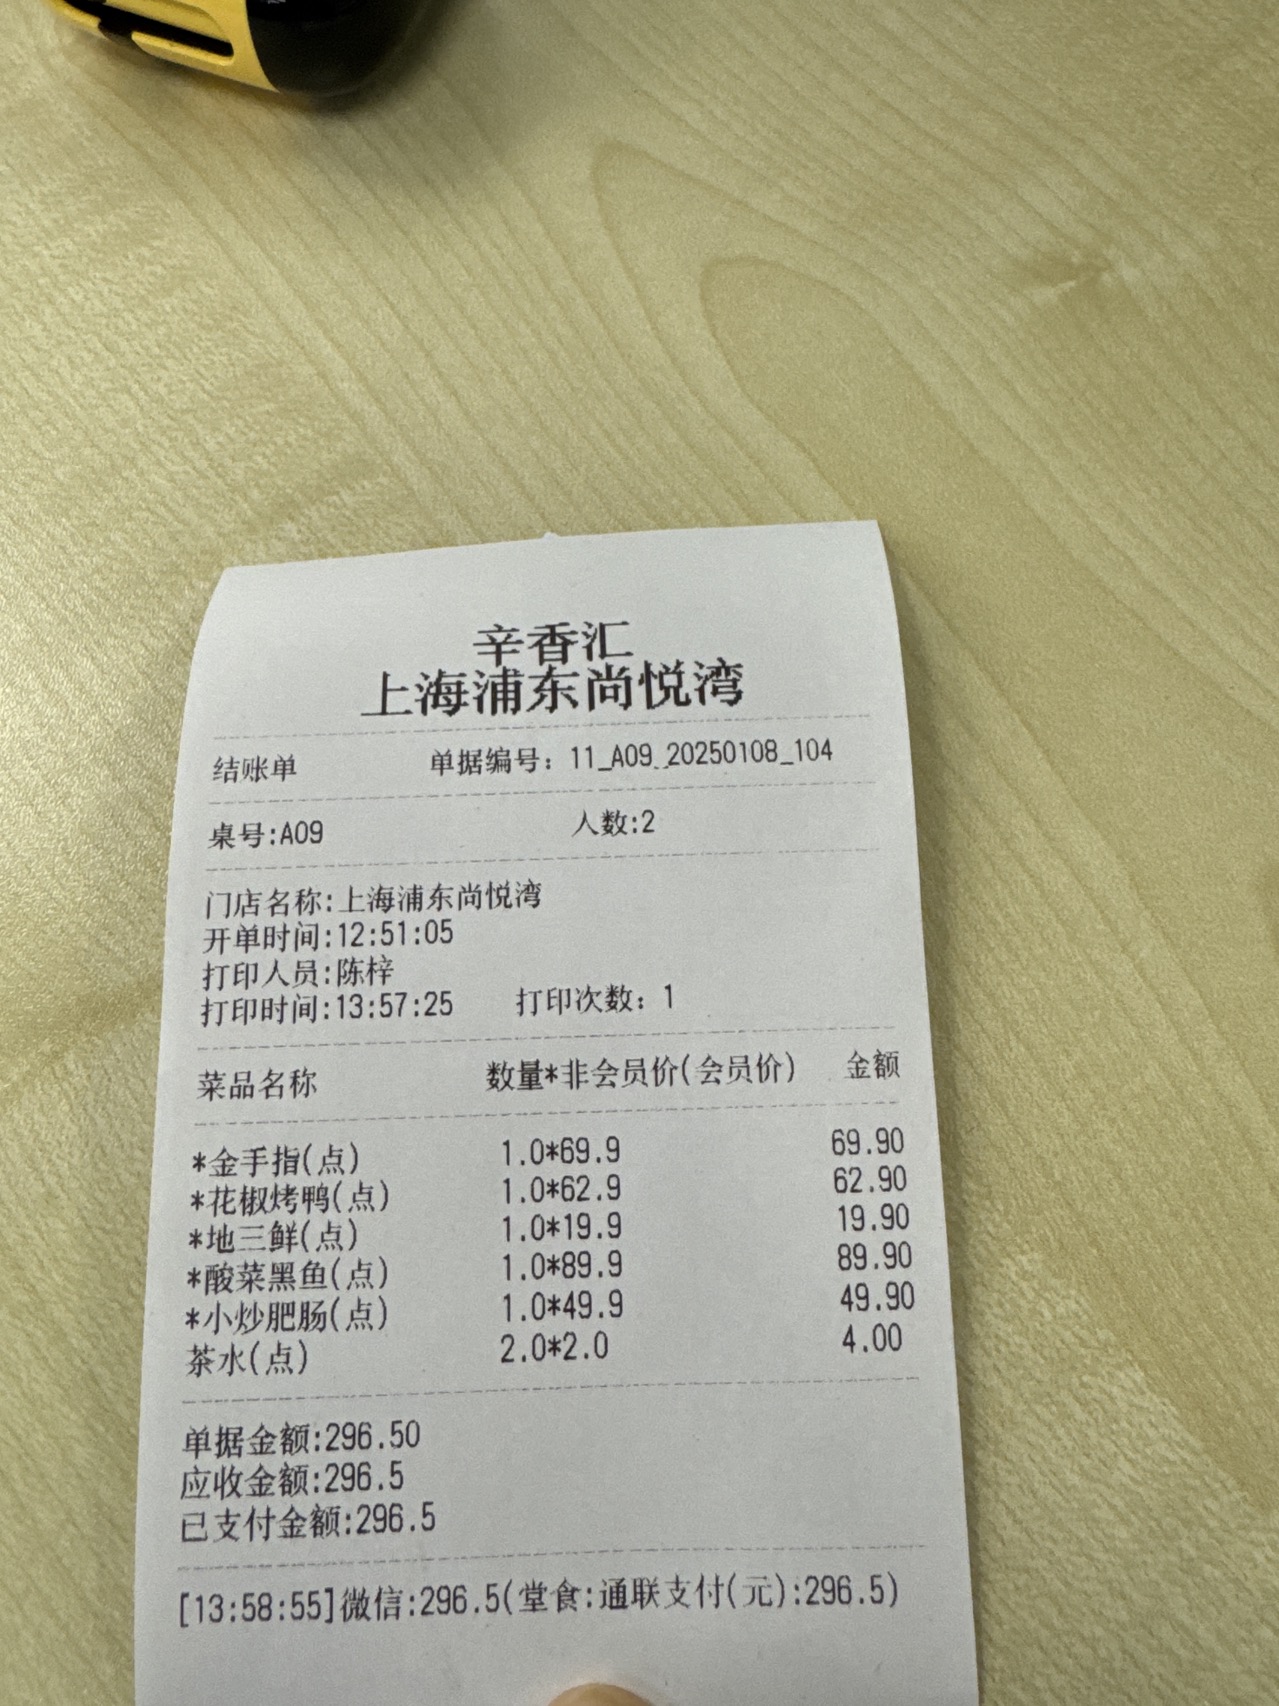 辛香汇
上海浦东尚悦湾
结账单 单据编号：11_A09_20250108_104
桌号:A09 人数:2
门店名称:上海浦东尚悦湾
开单时间:12:51:05
打印人员:陈梓
打印时间:13:57:25 打印次数：1
菜品名称 数量*非会员价(会员价) 金额
*金手指(点) 1.0*69.9 69.90
*花椒烤鸭(点) 1.0*62.9 62.90
*地三鲜(点) 1.0*19.9 19.90
*酸菜黑鱼(点) 1.0*89.9 89.90
*小炒肥肠(点) 1.0*49.9 49.90
茶水(点) 2.0*2.0 4.00
单据金额:296.50
应收金额:296.5
已支付金额:296.5
[13:58:55]微信:296.5(堂食:通联支付(元):296.5)